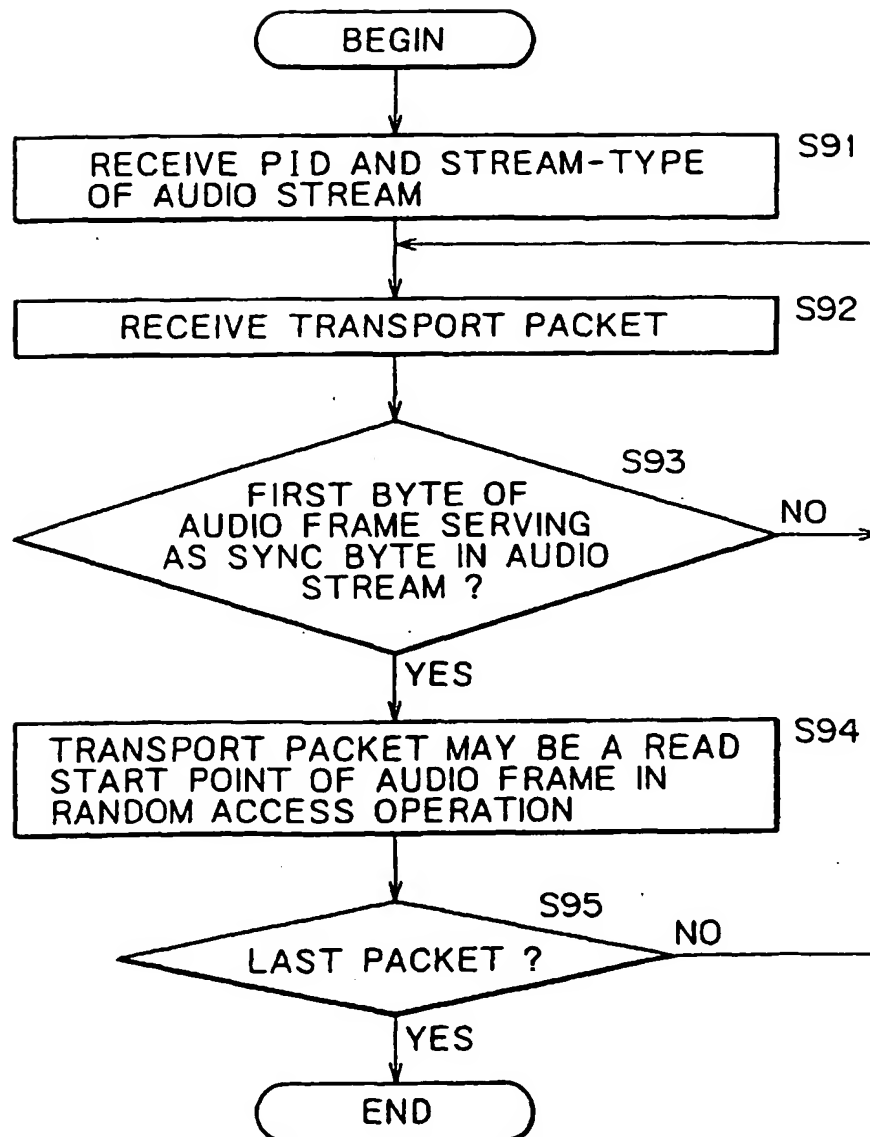 BEGIN
S91
RECEIVE PID AND STREAM-TYPE
OF AUDIO STREAM
S92
RECEIVE TRANSPORT PACKET
S93
FIRST BYTE OF
AUDIO FRAME SERVING
AS SYNC BYTE IN AUDIO
STREAM ?
NO
YES
S94
TRANSPORT PACKET MAY BE A READ
START POINT OF AUDIO FRAME IN
RANDOM ACCESS OPERATION
S95
LAST PACKET ?
NO
YES
END